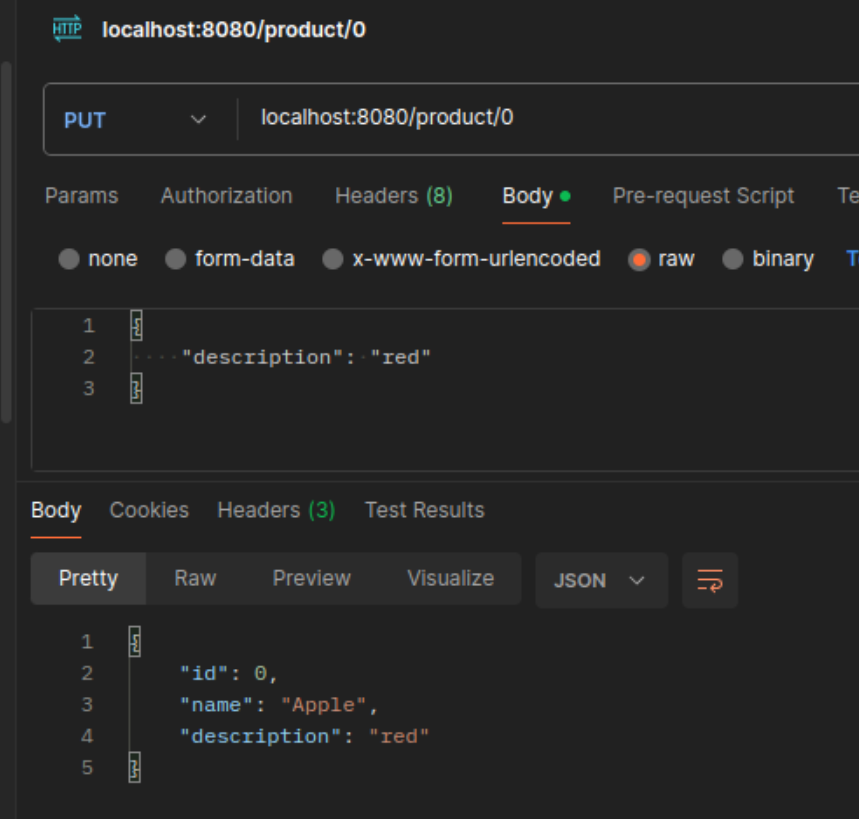 HTTP localhost:8080/product/0
PUT localhost:8080/product/0
Params Authorization Headers (8) Body Pre-request Script Te
none form-data x-www-form-urlencoded raw binary T
1 {
2 "description": "red"
3 }
Body Cookies Headers (3) Test Results
Pretty Raw Preview Visualize JSON
1 {
2 "id": 0,
3 "name": "Apple",
4 "description": "red"
5 }